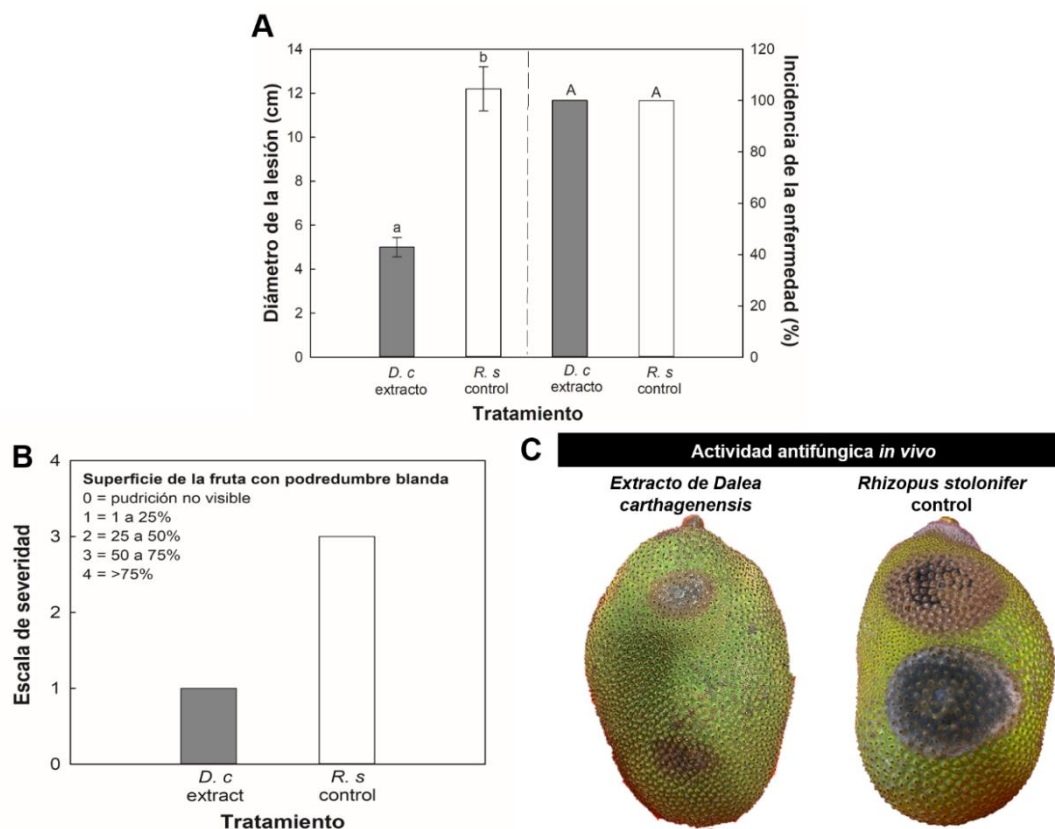 A
Diámetro de la lesión (cm)
14
12
10
8
6
4
2
0
a
b
A
A
D. c
extracto
R. s
control
D. c
extracto
R. s
control
Tratamiento
120
100
80
60
40
20
0
Incidencia de la
enfermedad (%)
B
Escala de severidad
4
3
2
1
0
Superficie de la fruta con podredumbre blanda
0 = pudrición no visible
1 = 1 a 25%
2 = 25 a 50%
3 = 50 a 75%
4 = >75%
D. c
extract
R. s
control
Tratamiento
C
Actividad antifúngica in vivo
Extracto de Dalea
carthagenensis
Rhizopus stolonifer
control